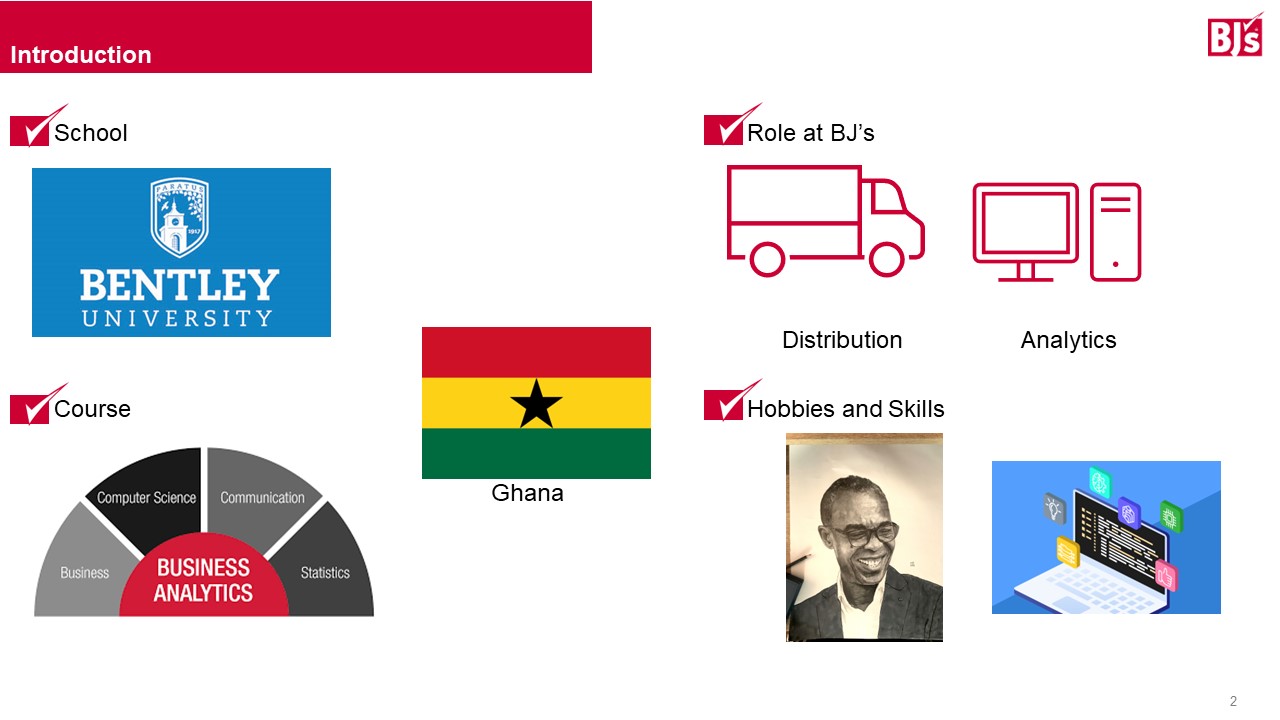 Introduction
BJ's
School
PARATUS
1917
BENTLEY
UNIVERSITY
Course
Computer Science
Communication
Business
BUSINESS
ANALYTICS
Statistics
Ghana
Role at BJ’s
Distribution
Analytics
Hobbies and Skills
2